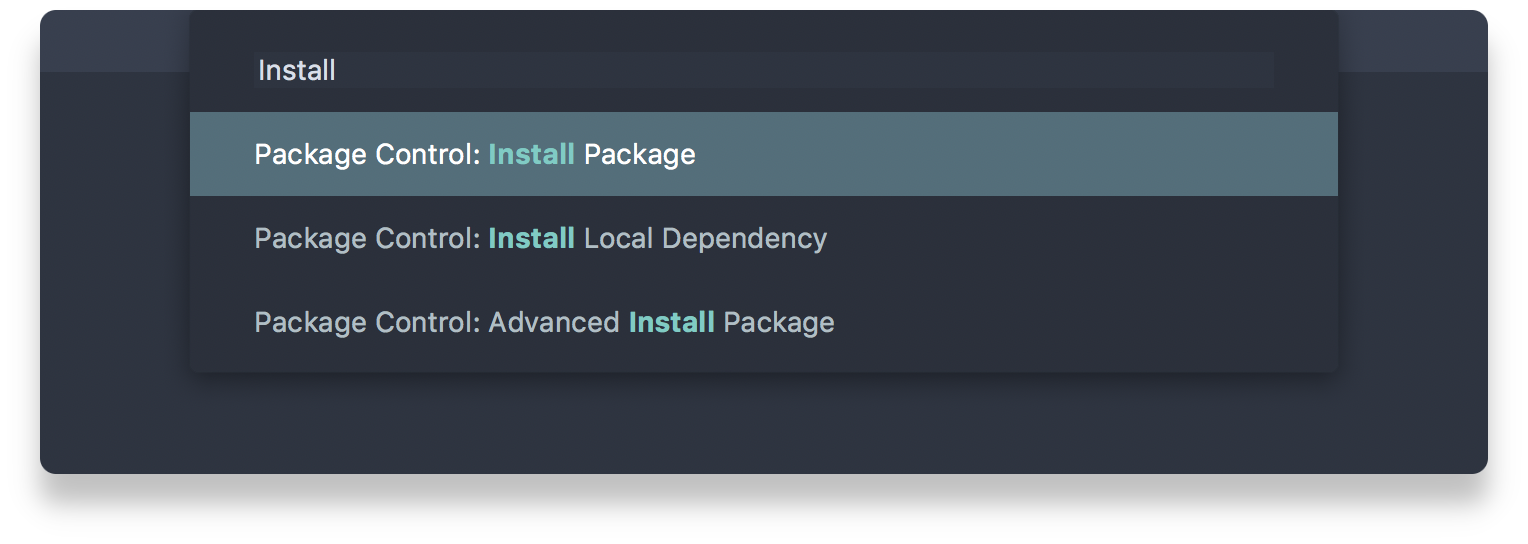 Install
Package Control: Install Package
Package Control: Install Local Dependency
Package Control: Advanced Install Package